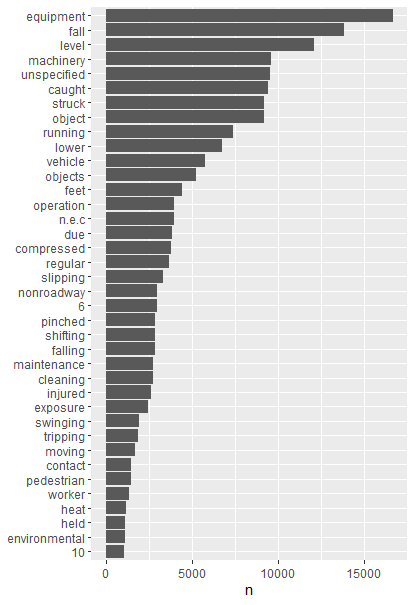 equipment
fall
level
machinery
unspecified
caught
struck
object
running
lower
vehicle
objects
feet
operation
n.e.c
due
compressed
regular
slipping
nonroadway
6
pinched
shifting
falling
maintenance
cleaning
injured
exposure
swinging
tripping
moving
contact
pedestrian
worker
heat
held
environmental
10
0 5000 10000 15000
n